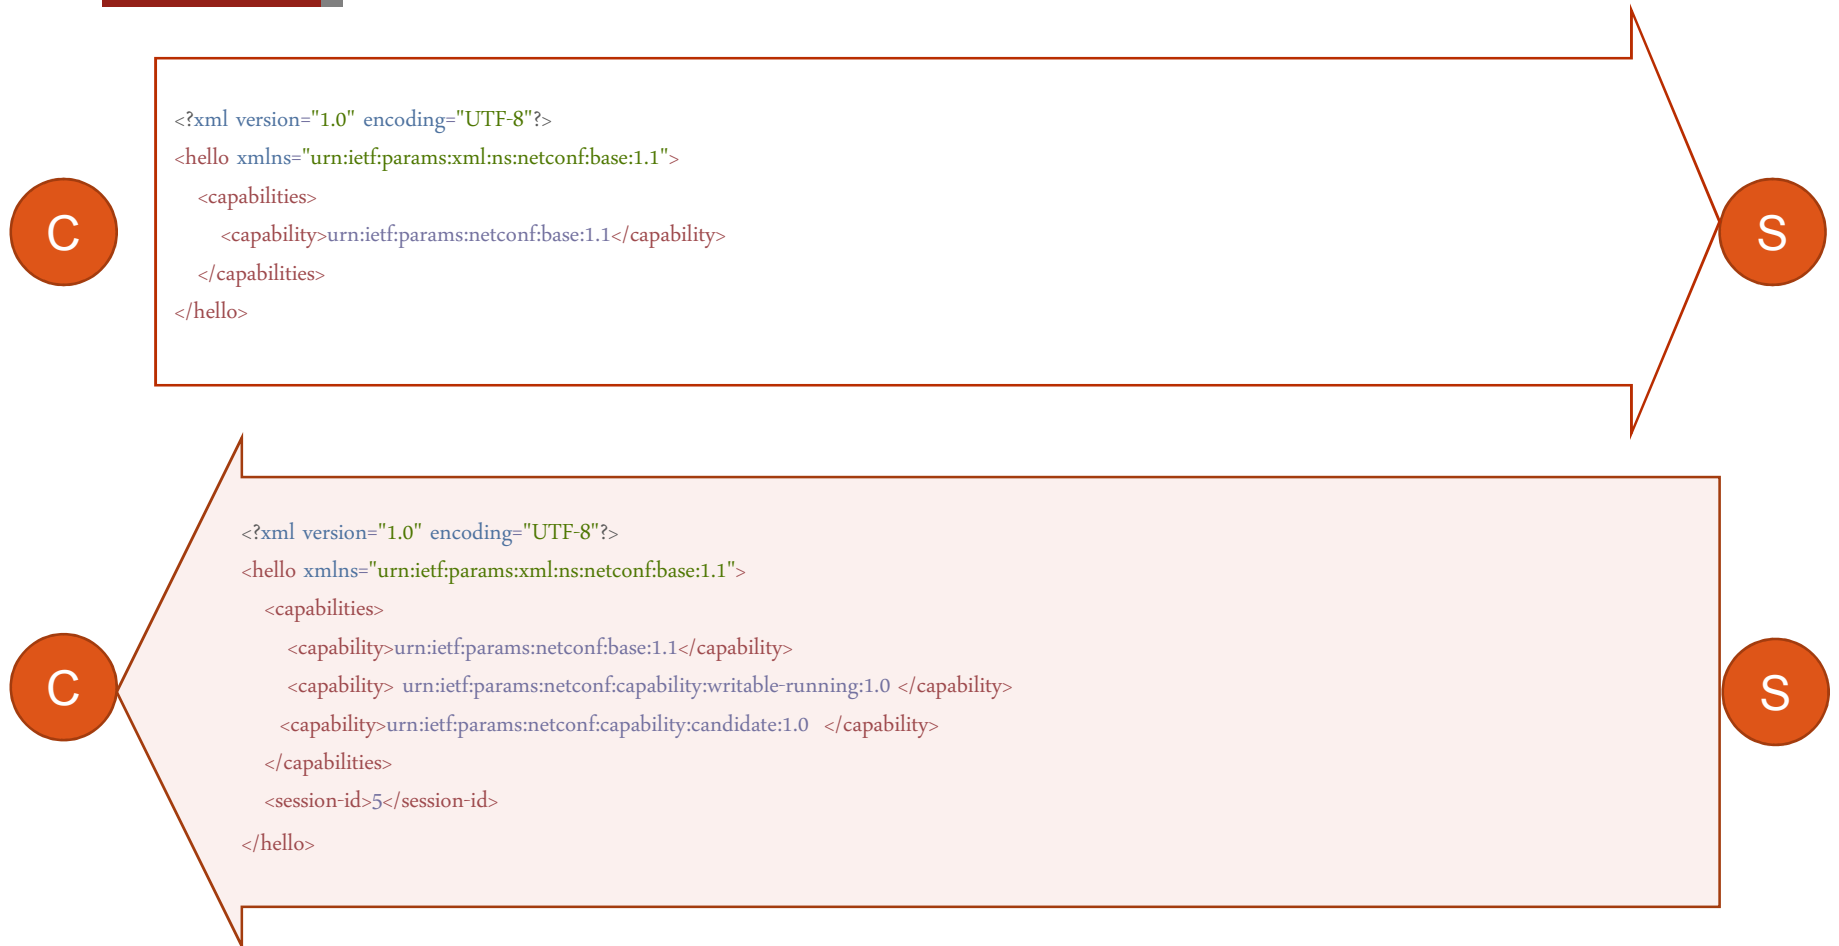 <?xml version="1.0" encoding="UTF-8"?>
<hello xmlns="urn:ietf:params:xml:ns:netconf:base:1.1">
<capabilities>
<capability>urn:ietf:params:netconf:base:1.1</capability>
</capabilities>
</hello>
C
S
<?xml version="1.0" encoding="UTF-8"?>
<hello xmlns="urn:ietf:params:xml:ns:netconf:base:1.1">
<capabilities>
<capability>urn:ietf:params:netconf:base:1.1</capability>
<capability> urn:ietf:params:netconf:capability:writable-running:1.0 </capability>
<capability>urn:ietf:params:netconf:capability:candidate:1.0 </capability>
</capabilities>
<session-id>5</session-id>
</hello>
C
S